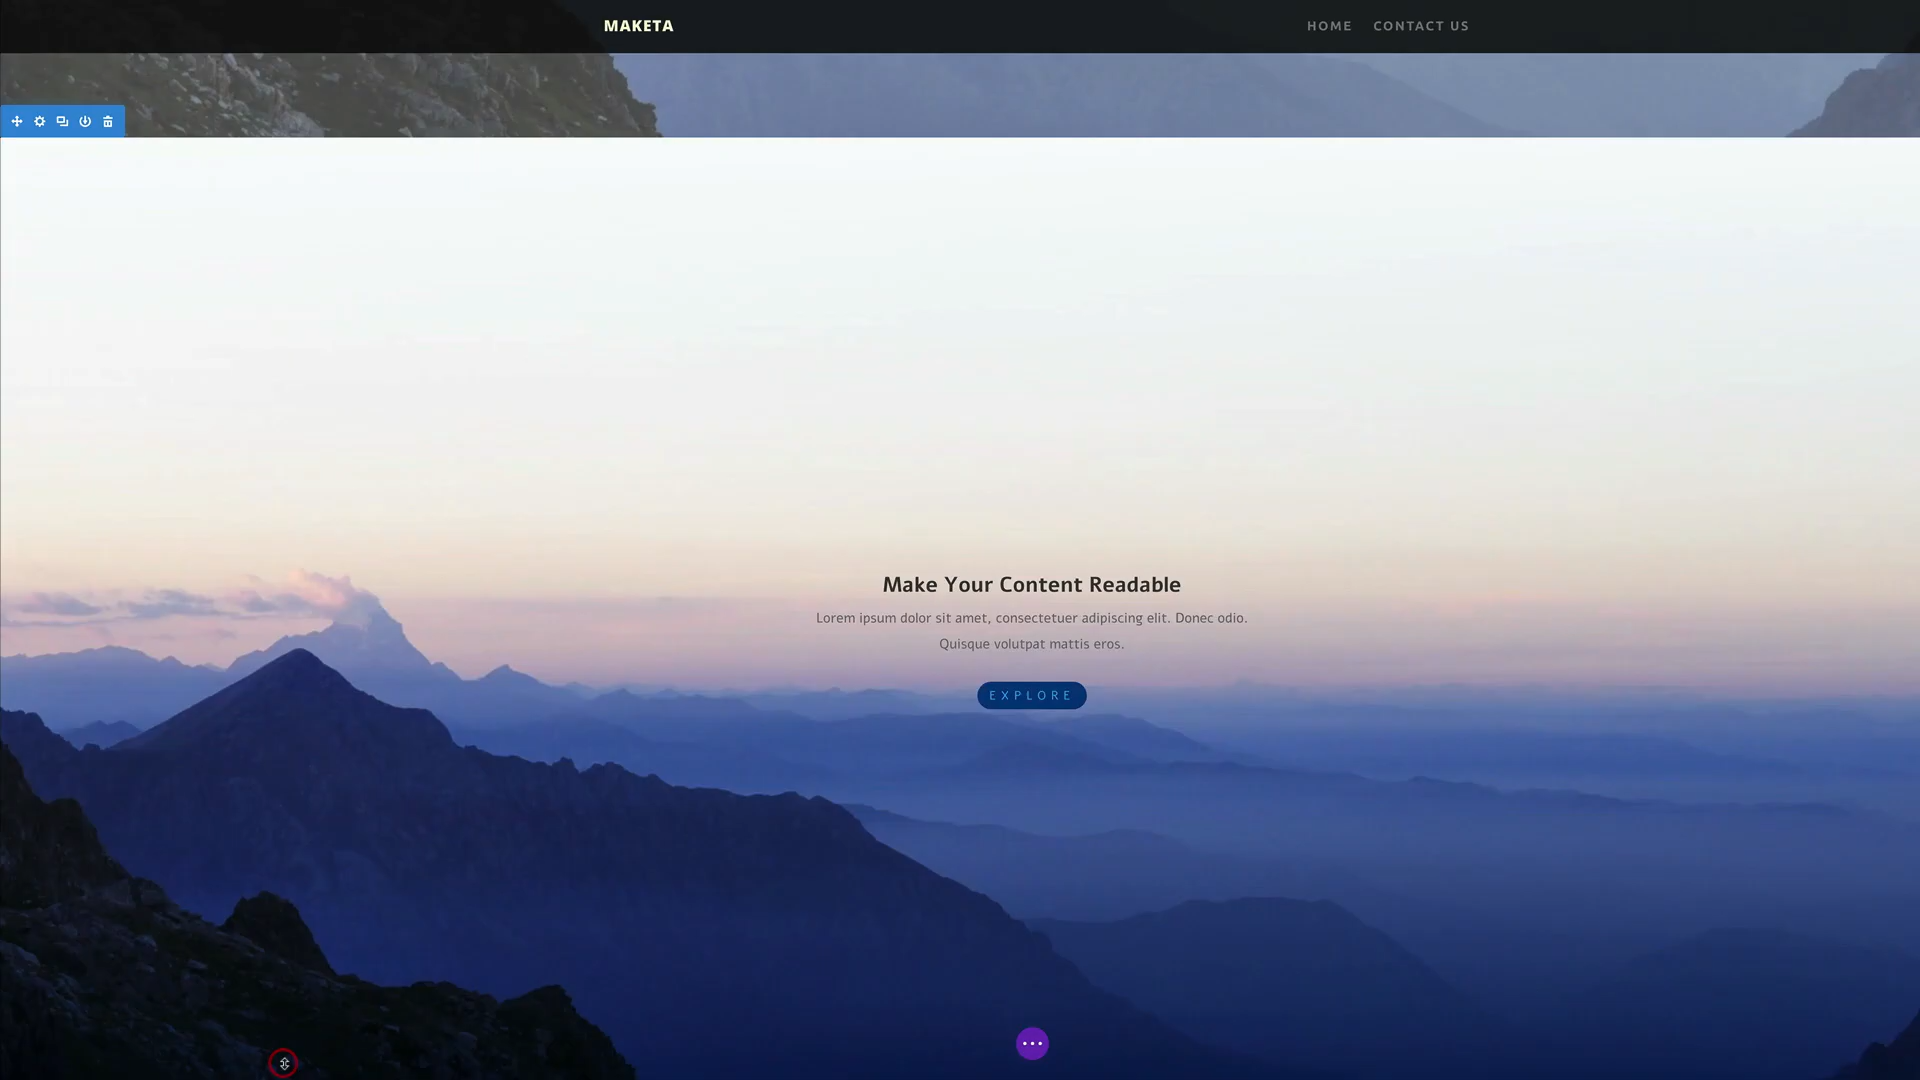 MAKETA
HOME CONTACT US
Make Your Content Readable
Lorem ipsum dolor sit amet, consectetuer adipiscing elit. Donec odio.
Quisque volutpat mattis eros.
EXPLORE